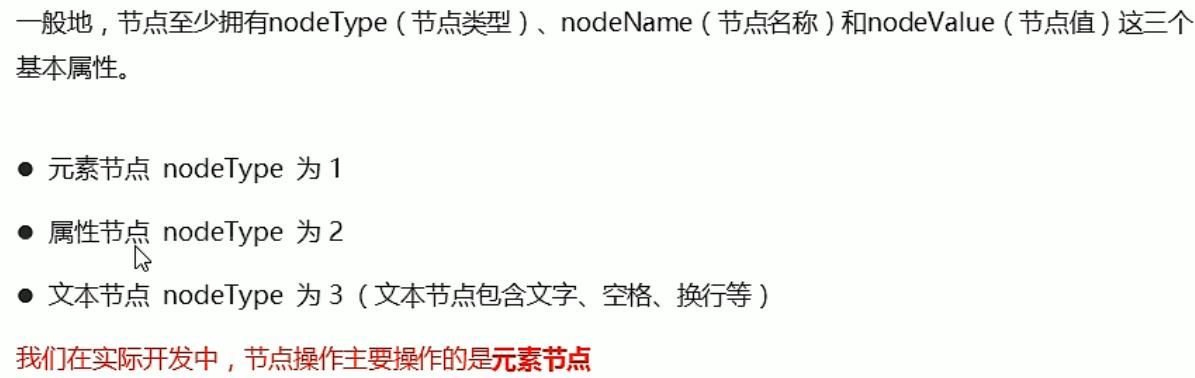 一般地，节点至少拥有nodeType（节点类型）、nodeName（节点名称）和nodeValue（节点值）这三个
基本属性。
● 元素节点 nodeType 为 1
● 属性节点 nodeType 为 2
● 文本节点 nodeType 为 3（文本节点包含文字、空格、换行等）
我们在实际开发中，节点操作主要操作的是元素节点